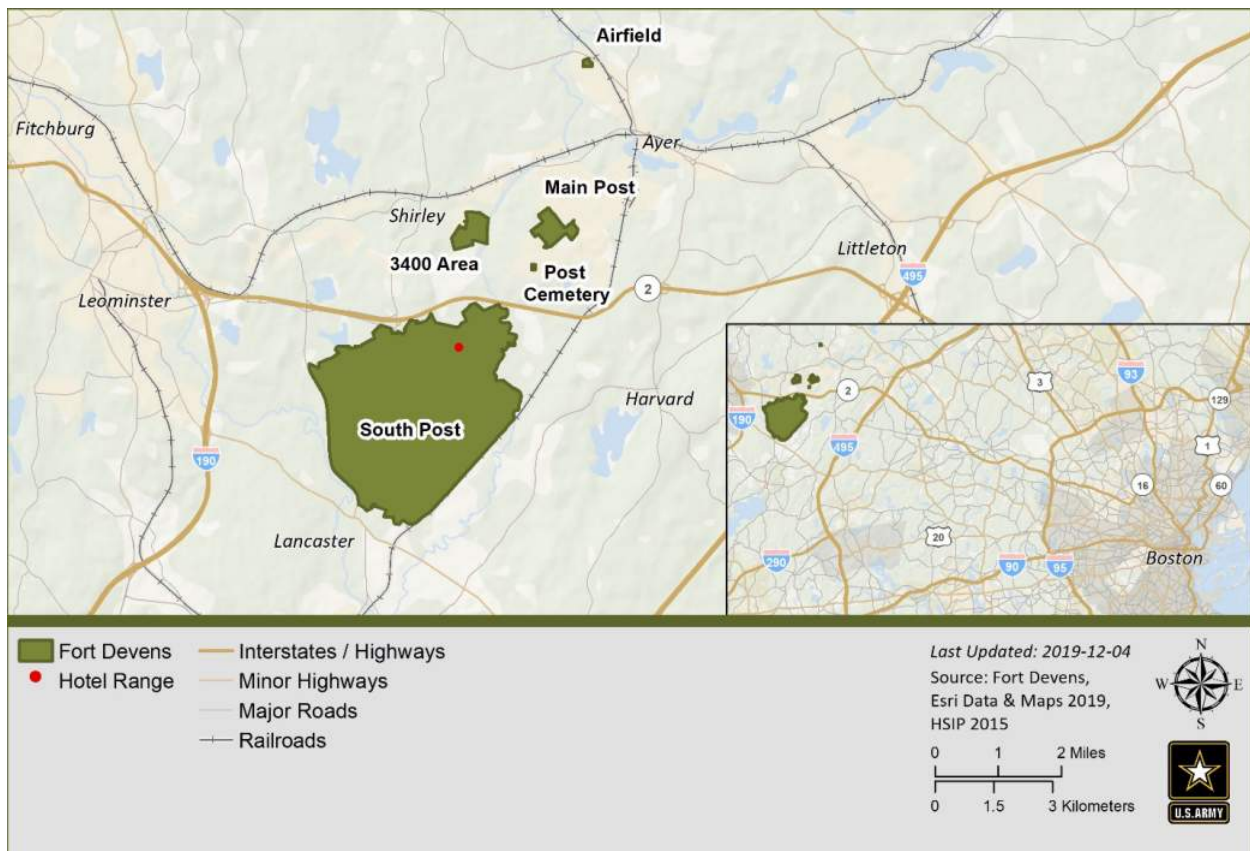 Airfield
Fitchburg
Ayer
Main Post
Shirley
3400 Area
Littleton
Post
Cemetery
495
2
Leominster
South Post
Harvard
190
Lancaster
3
93
2
129
190
495
1
16
60
20
290
90
95
Boston
Fort Devens
Hotel Range
Interstates / Highways
Minor Highways
Major Roads
Railroads
Last Updated: 2019-12-04
Source: Fort Devens,
Esri Data & Maps 2019,
HSIP 2015
0 1 2 Miles
0 1.5 3 Kilometers
N
W E
S
U.S.ARMY